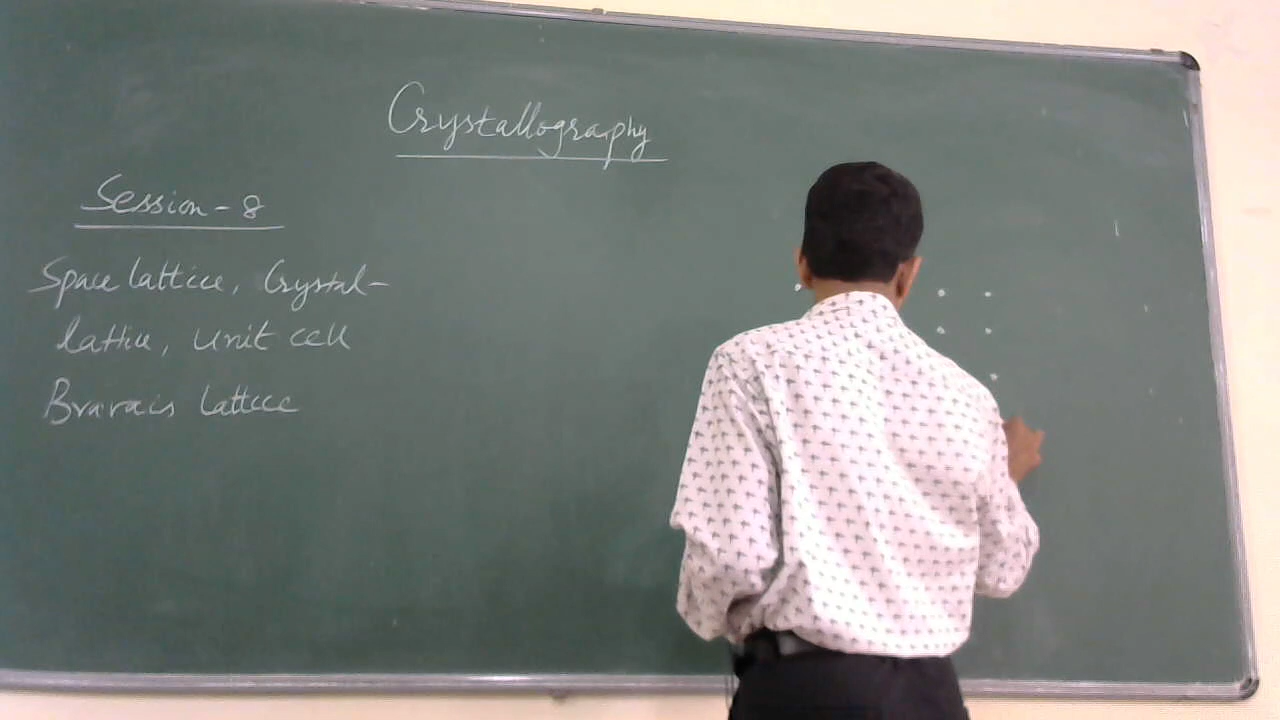 Crystallography
Session - 8
Space lattice, Crystal-
lattice, unit cell
Bravais lattice